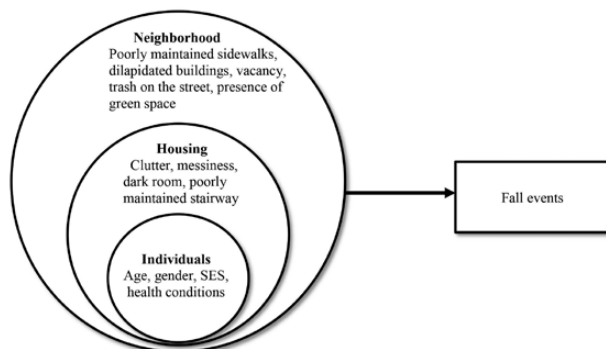 Neighborhood
Poorly maintained sidewalks,
dilapidated buildings, vacancy,
trash on the street, presence of
green space
Housing
Clutter, messiness,
dark room, poorly
maintained stairway
Individuals
Age, gender, SES,
health conditions
Fall events